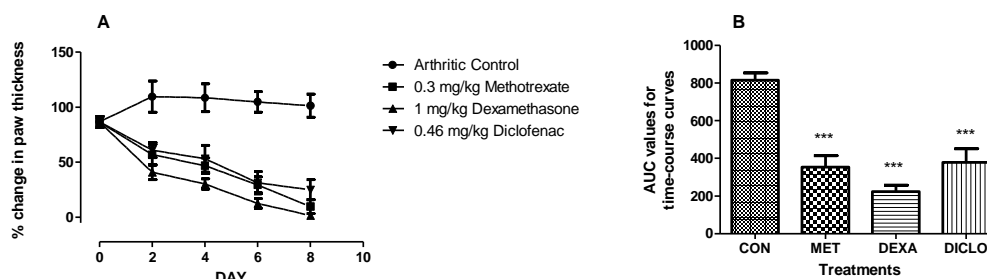 A
% change in paw thickness
150
100
50
0
0 2 4 6 8 10
DAY
Arthritic Control
0.3 mg/kg Methotrexate
1 mg/kg Dexamethasone
0.46 mg/kg Diclofenac
B
AUC values for
time-course curves
1000
800
600
400
200
0
***
***
***
CON MET DEXA DICLO
Treatments